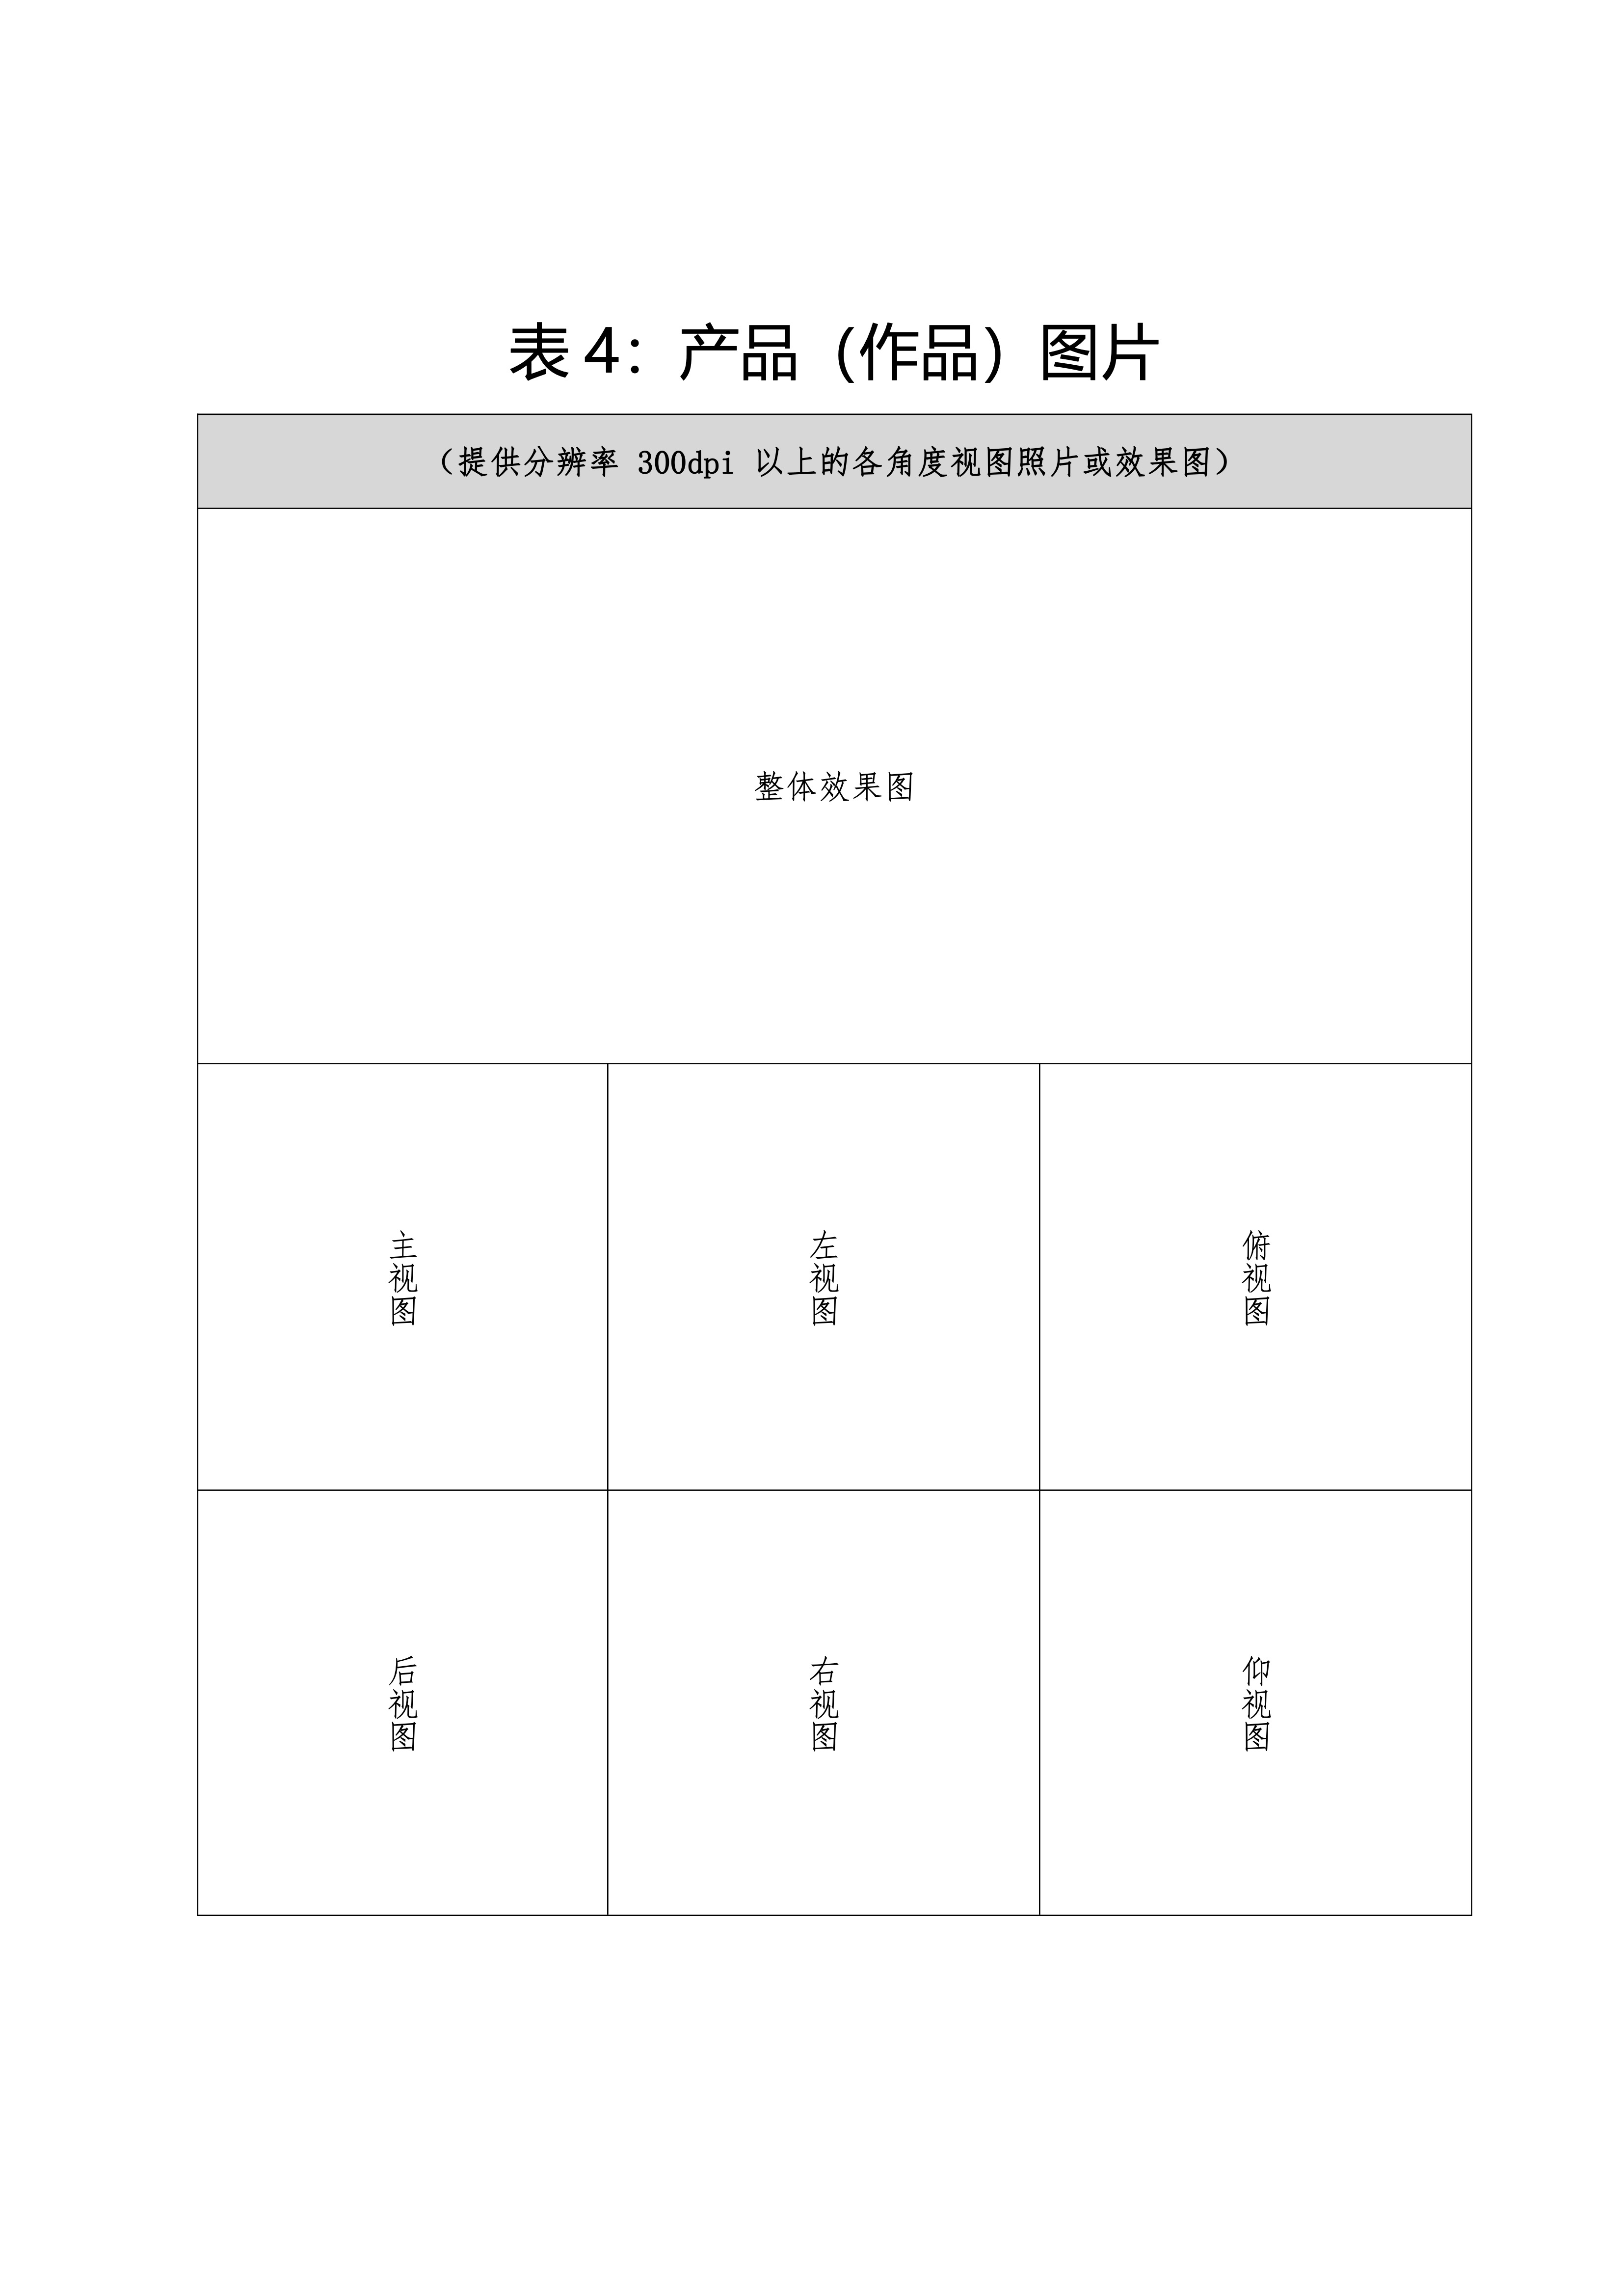 表 4：产品（作品）图片
（提供分辨率 300dpi 以上的各角度视图照片或效果图）
整体效果图
主视图
左视图
俯视图
后视图
右视图
仰视图